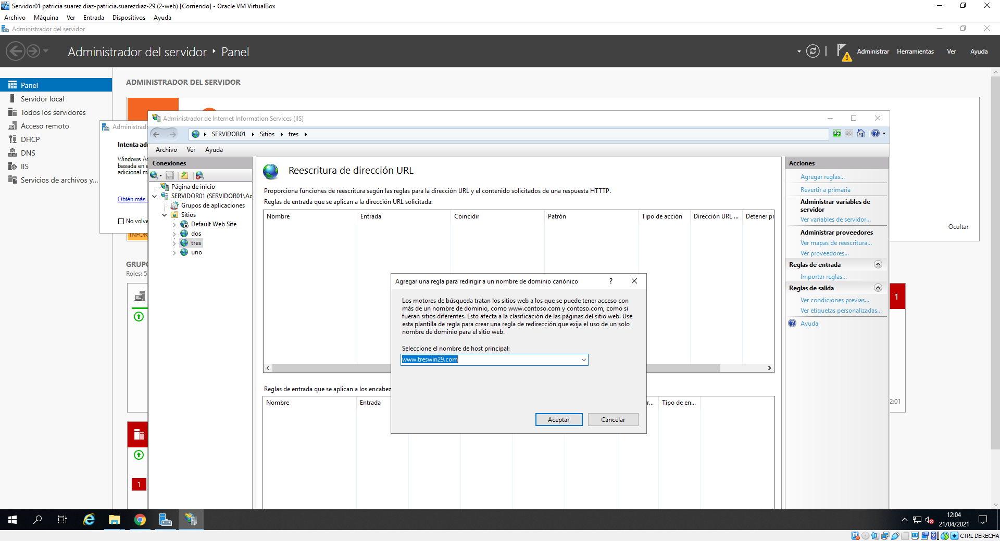 Servidor01 patricia suarez diaz-patricia.suarezdiaz-29 (2-web) [Corriendo] - Oracle VM VirtualBox
Archivo Máquina Ver Entrada Dispositivos Ayuda
Administrador del servidor
Administrador del servidor Panel
Administrar Herramientas Ver Ayuda
Panel
Servidor local
Todos los servidores
Acceso remoto
DHCP
DNS
IIS
Servicios de archivos y...
ADMINISTRADOR DEL SERVIDOR
Ocultar
GRUPO
Roles: 5
1
2:01
1
Intenta
Windows
basada en
adicional
Obtén más
No
Administrador de Internet Information Services (IIS)
SERVIDOR01 Sitios tres
Archivo Ver Ayuda
Conexiones
Página de inicio
SERVIDOR01 (SERVIDOR01\Ac
Grupos de aplicaciones
Sitios
Default Web Site
dos
tres
uno
Reescritura de dirección URL
Proporciona funciones de reescritura según las reglas para la dirección URL y el contenido solicitados de una respuesta HTTTP.
Reglas de entrada que se aplican a la dirección URL solicitada:
Nombre Entrada Coincidir Patrón Tipo de acción Dirección URL ... Detener pr
Reglas de entrada que se aplican a los encabez
Nombre Entrada r... Tipo de en...
Agregar una regla para redirigir a un nombre de dominio canónico ?
Los motores de búsqueda tratan los sitios web a los que se puede tener acceso con
más de un nombre de dominio, como www.contoso.com y contoso.com, como si
fueran sitios diferentes. Esto afecta a la clasificación de las páginas del sitio web. Use
esta plantilla de regla para crear una regla de redirección que exija el uso de un solo
nombre de dominio para el sitio web.
Seleccione el nombre de host principal:
www.treswin29.com
Aceptar Cancelar
Acciones
Agregar reglas...
Revertir a primaria
Administrar variables de
servidor
Ver variables de servidor...
Administrar proveedores
Ver mapas de reescritura...
Ver proveedores...
Reglas de entrada
Importar reglas...
Reglas de salida
Ver condiciones previas...
Ver etiquetas personalizadas...
Ayuda
12:04
21/04/2021
CTRL DERECHA